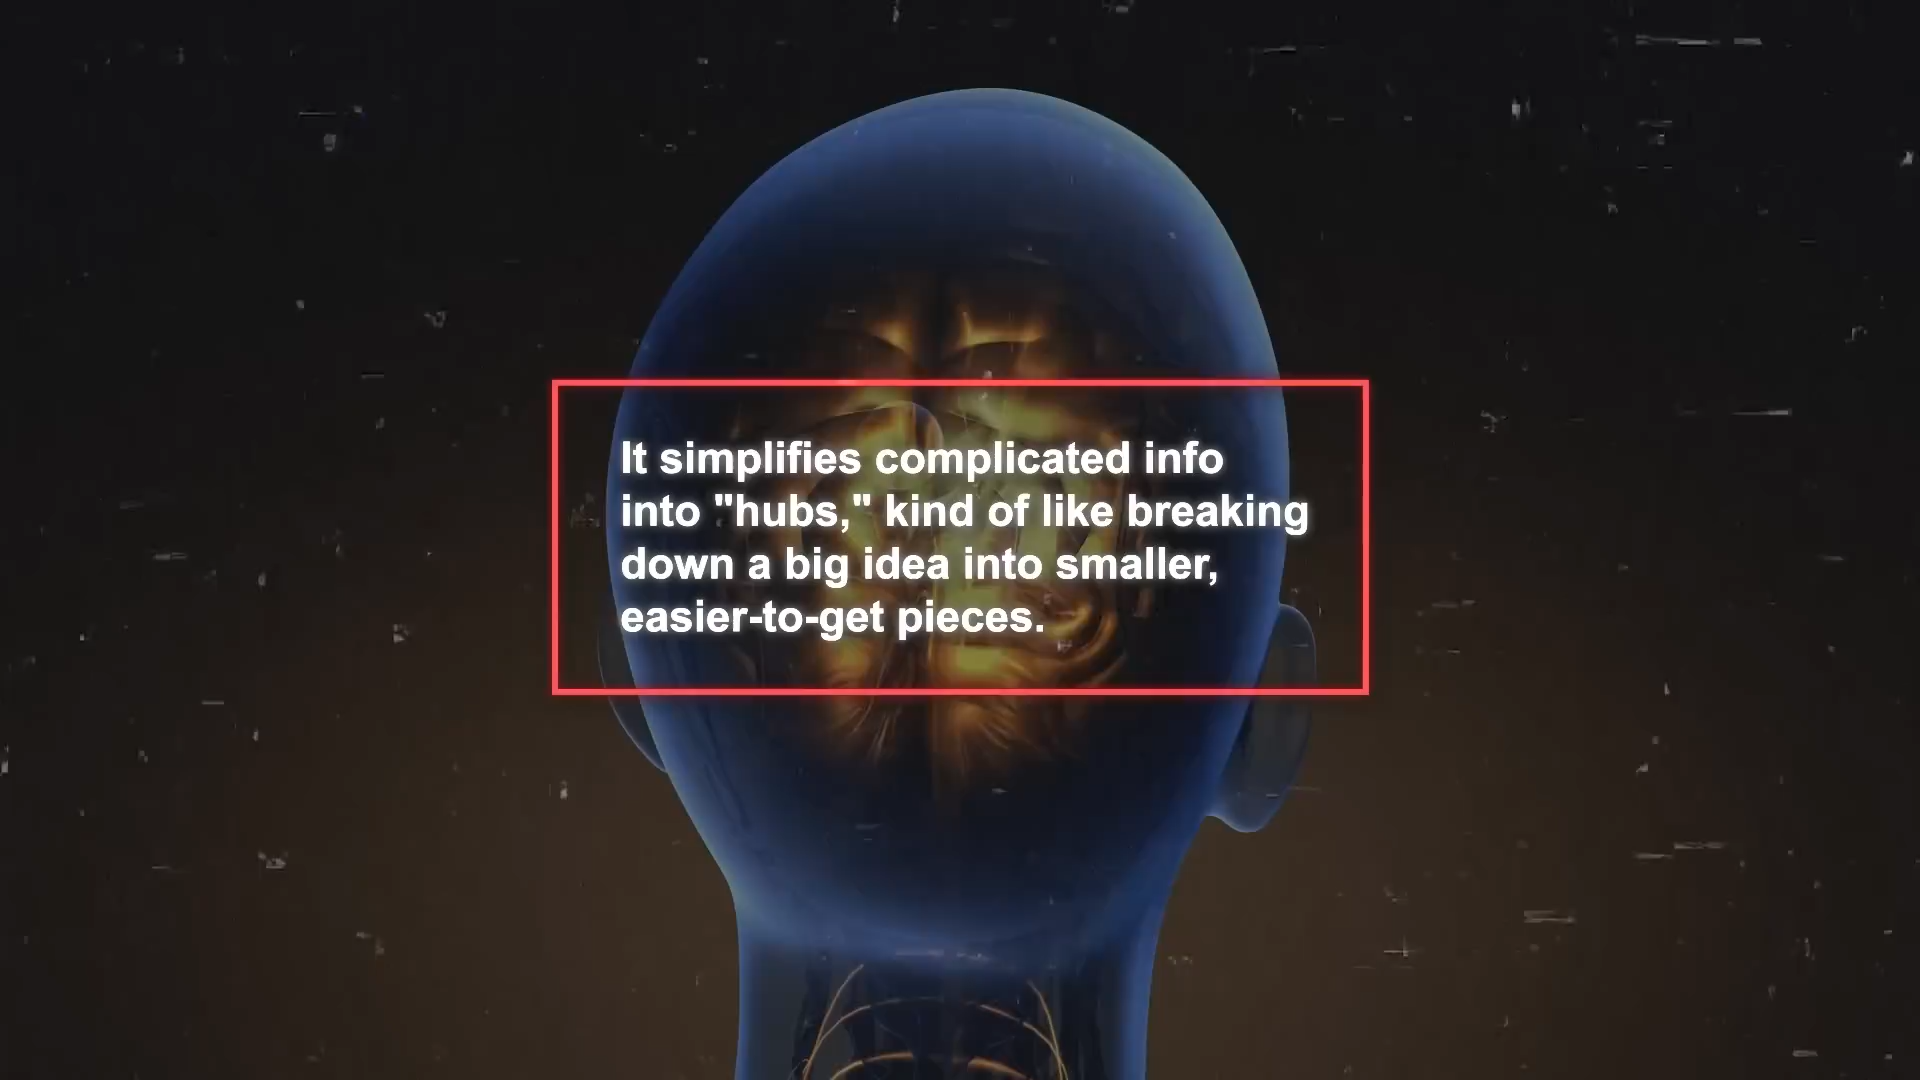 It simplifies complicated info
into "hubs," kind of like breaking
down a big idea into smaller,
easier-to-get pieces.